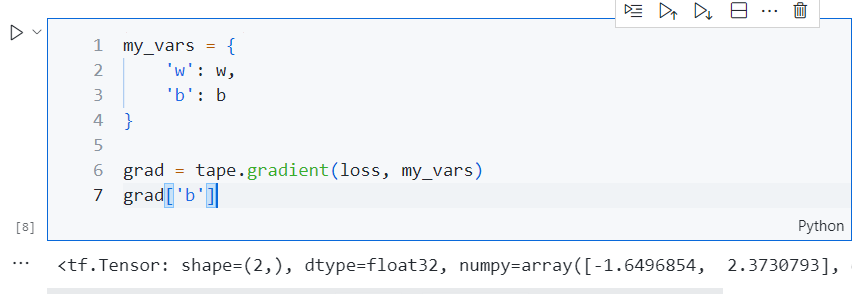 1 my_vars = {
2 'w': w,
3 'b': b
4 }
5
6 grad = tape.gradient(loss, my_vars)
7 grad['b']
[8]
Python
... <tf.Tensor: shape=(2,), dtype=float32, numpy=array([-1.6496854, 2.3730793],